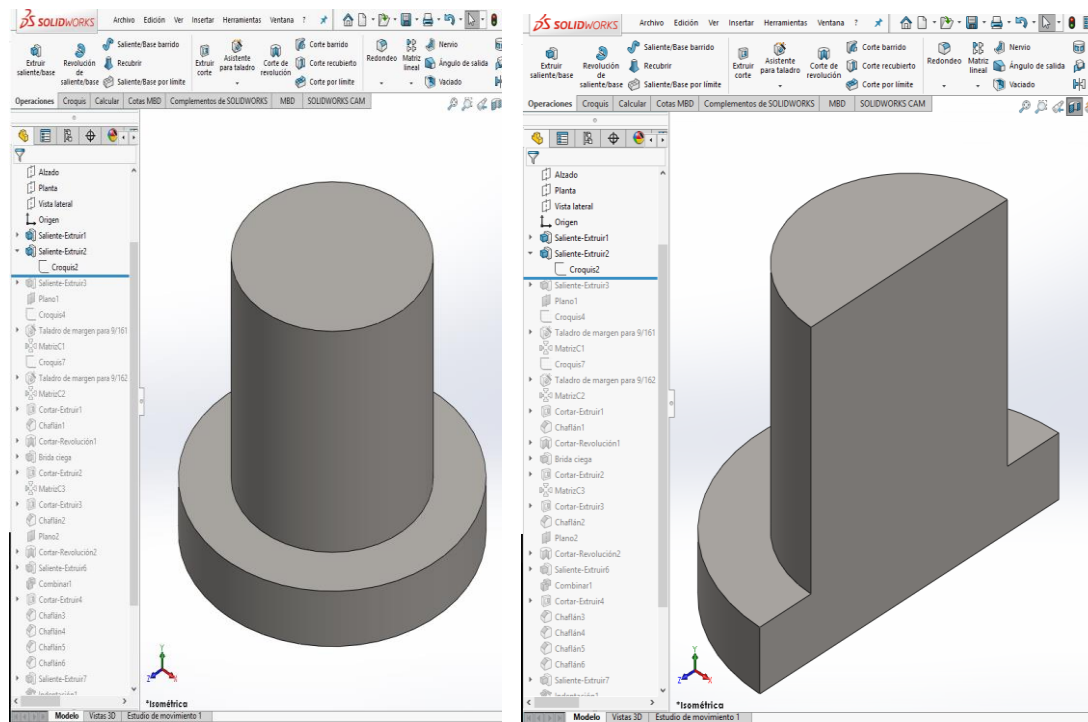 SOLIDWORKS Archivo Edición Ver Insertar Herramientas Ventana ?
Extruir saliente/base
Revolución de saliente/base
Saliente/Base barrido
Recubrir
Saliente/Base por límite
Extruir corte
Asistente para taladro
Corte de revolución
Corte barrido
Corte recubierto
Corte por límite
Redondeo
Matriz lineal
Nervio
Ángulo de salida
Vaciado
Operaciones Croquis Calcular Cotas MBD Complementos de SOLIDWORKS MBD SOLIDWORKS CAM
Alzado
Planta
Vista lateral
Origen
Saliente-Extruir1
Saliente-Extruir2
Croquis2
Saliente-Extruir3
Plano1
Croquis4
Taladro de margen para 9/161
MatrizC1
Croquis7
Taladro de margen para 9/162
MatrizC2
Cortar-Extruir1
Chaflán1
Cortar-Revolución1
Brida ciega
Cortar-Extruir2
MatrizC3
Cortar-Extruir3
Chaflán2
Plano2
Cortar-Revolución2
Saliente-Extruir6
Combinar1
Cortar-Extruir4
Chaflán3
Chaflán4
Chaflán5
Chaflán6
Saliente-Extruir7
Y
Z
X
*Isométrica
Modelo Vistas 3D Estudio de movimiento 1
SOLIDWORKS Archivo Edición Ver Insertar Herramientas Ventana ?
Extruir saliente/base
Revolución de saliente/base
Saliente/Base barrido
Recubrir
Saliente/Base por límite
Extruir corte
Asistente para taladro
Corte de revolución
Corte barrido
Corte recubierto
Corte por límite
Redondeo
Matriz lineal
Nervio
Ángulo de salida
Vaciado
Operaciones Croquis Calcular Cotas MBD Complementos de SOLIDWORKS MBD SOLIDWORKS CAM
Alzado
Planta
Vista lateral
Origen
Saliente-Extruir1
Saliente-Extruir2
Croquis2
Saliente-Extruir3
Plano1
Croquis4
Taladro de margen para 9/161
MatrizC1
Croquis7
Taladro de margen para 9/162
MatrizC2
Cortar-Extruir1
Chaflán1
Cortar-Revolución1
Brida ciega
Cortar-Extruir2
MatrizC3
Cortar-Extruir3
Chaflán2
Plano2
Cortar-Revolución2
Saliente-Extruir6
Combinar1
Cortar-Extruir4
Chaflán3
Chaflán4
Chaflán5
Chaflán6
Saliente-Extruir7
Y
Z
X
*Isométrica
Modelo Vistas 3D Estudio de movimiento 1